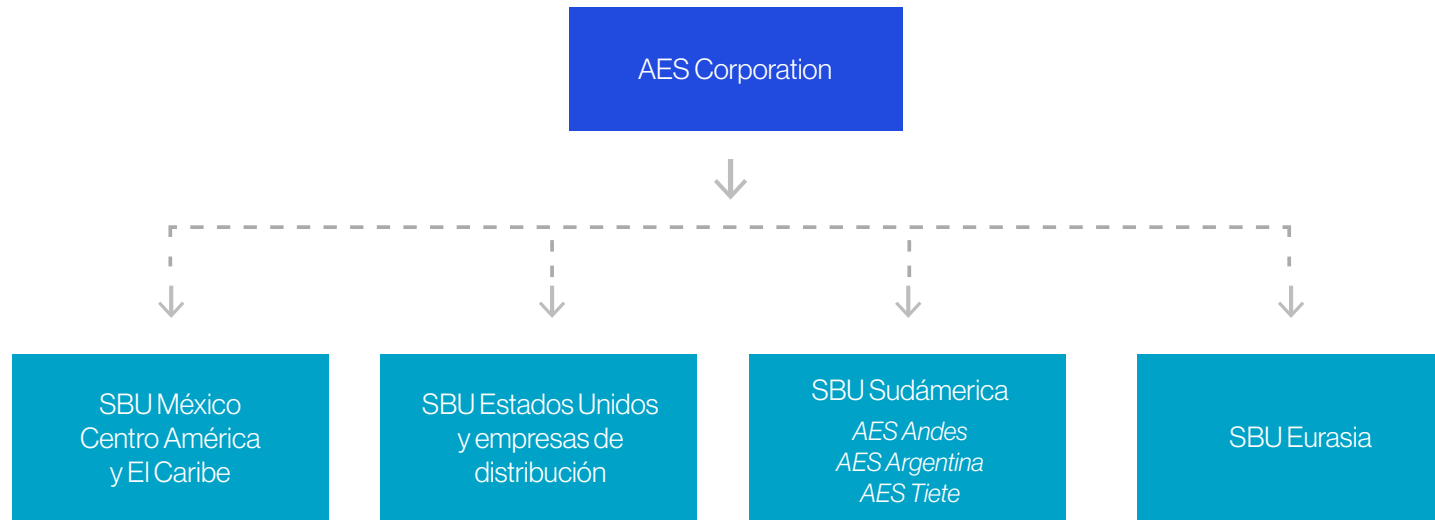 AES Corporation
SBU México
Centro América
y El Caribe
SBU Estados Unidos
y empresas de
distribución
SBU Sudámerica
AES Andes
AES Argentina
AES Tiete
SBU Eurasia